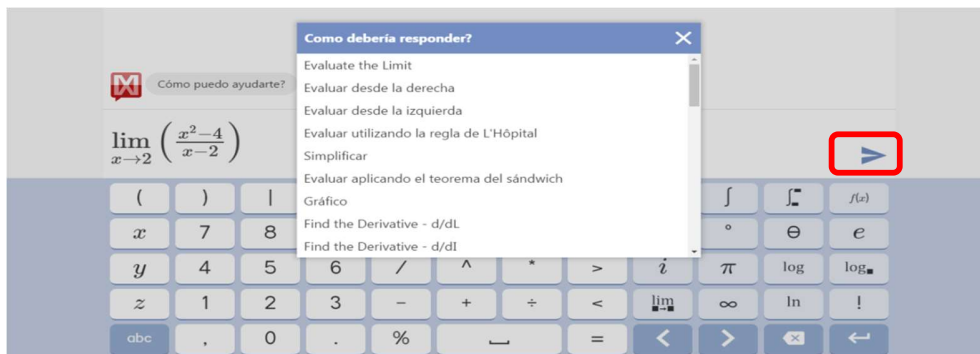 Como debería responder?
Evaluate the Limit
Evaluar desde la derecha
Evaluar desde la izquierda
Evaluar utilizando la regla de L'Hôpital
Simplificar
Evaluar aplicando el teorema del sándwich
Gráfico
Find the Derivative - d/dL
Find the Derivative - d/dI
Cómo puedo ayudarte?
lim x→2 (x²−4 / x−2)
( ) | ∫ ∫ f(x)
x 7 8 ° Θ e
y 4 5 6 / ^ * > i π log log■
z 1 2 3 − + ÷ < lim ■→■ ∞ ln !
abc , 0 . % =